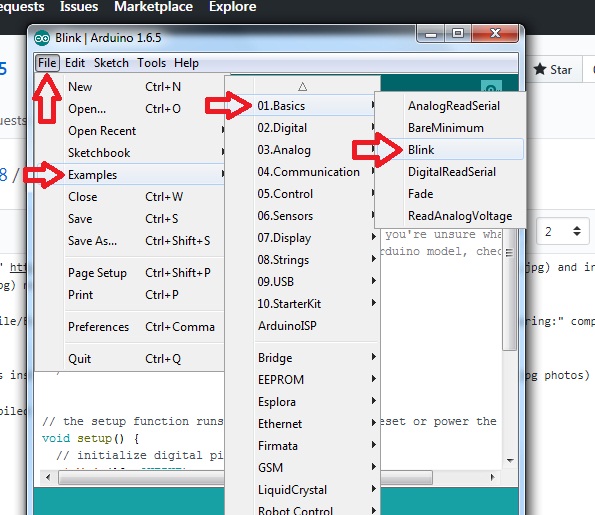 Issues Marketplace Explore
5
Star
Blink | Arduino 1.6.5
File Edit Sketch Tools Help
New Ctrl+N
Open... Ctrl+O
Open Recent
Sketchbook
Examples
Close Ctrl+W
Save Ctrl+S
Save As... Ctrl+Shift+S
Page Setup Ctrl+Shift+P
Print Ctrl+P
Preferences Ctrl+Comma
Quit Ctrl+Q
01.Basics
02.Digital
03.Analog
04.Communication
05.Control
06.Sensors
07.Display
08.Strings
09.USB
10.StarterKit
ArduinoISP
Bridge
EEPROM
Esplora
Ethernet
Firmata
GSM
LiquidCrystal
Robot Control
AnalogReadSerial
BareMinimum
Blink
DigitalReadSerial
Fade
ReadAnalogVoltage
8 /
2
you're unsure wha
rduino model, chec
jpg) and in
ring:" comp
pg photos)
// the setup function runs eset or power the
void setup() {
// initialize digital pi